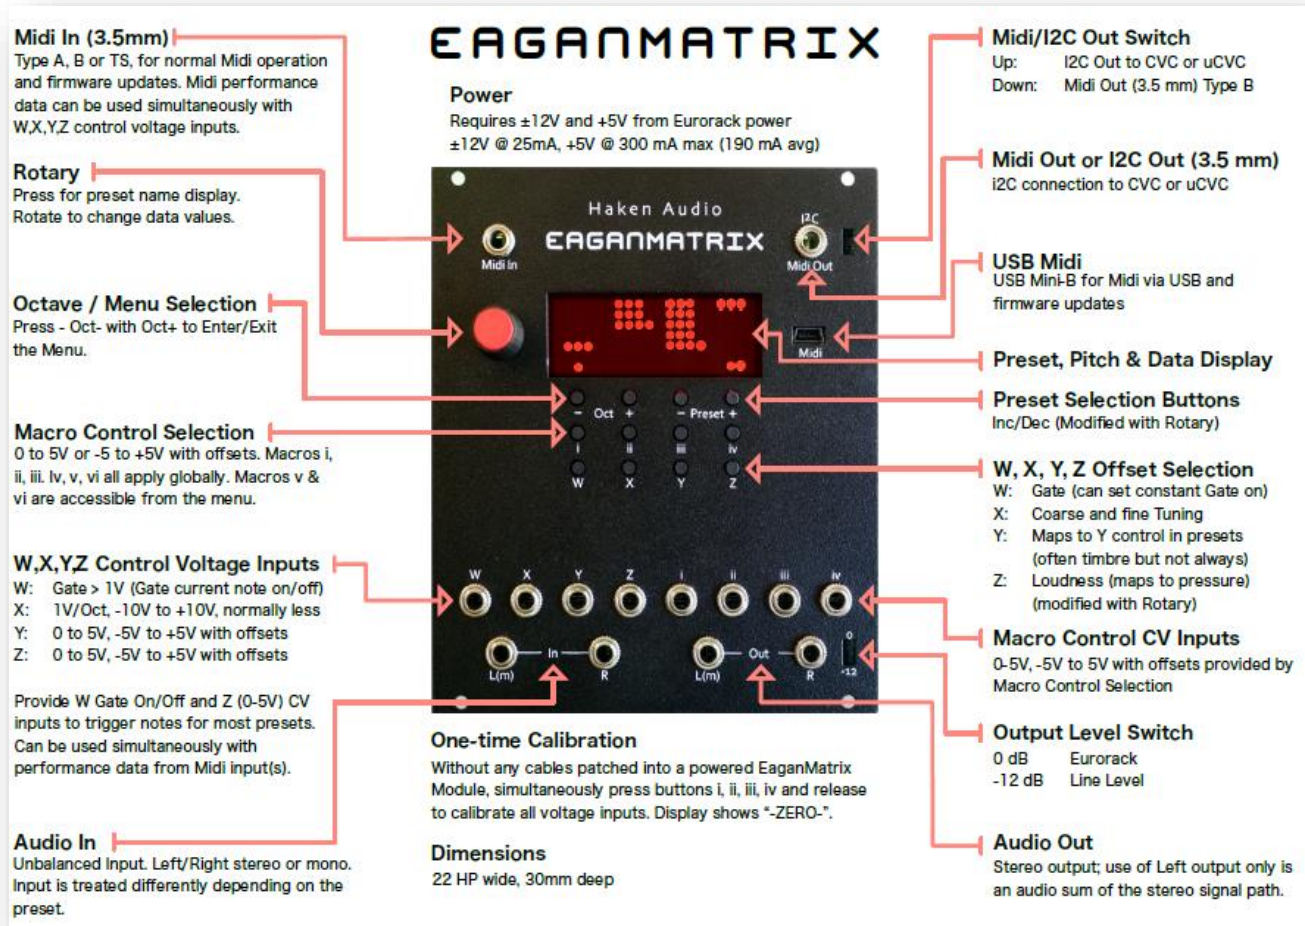 EAGANMATRIX
Midi In (3.5mm)
Type A, B or TS, for normal Midi operation
and firmware updates. Midi performance
data can be used simultaneously with
W,X,Y,Z control voltage inputs.
Rotary
Press for preset name display.
Rotate to change data values.
Octave / Menu Selection
Press - Oct- with Oct+ to Enter/Exit
the Menu.
Macro Control Selection
0 to 5V or -5 to +5V with offsets. Macros i,
ii, iii. Iv, v, vi all apply globally. Macros v &
vi are accessible from the menu.
W,X,Y,Z Control Voltage Inputs
W: Gate > 1V (Gate current note on/off)
X: 1V/Oct, -10V to +10V, normally less
Y: 0 to 5V, -5V to +5V with offsets
Z: 0 to 5V, -5V to +5V with offsets
Provide W Gate On/Off and Z (0-5V) CV
inputs to trigger notes for most presets.
Can be used simultaneously with
performance data from Midi input(s).
Audio In
Unbalanced Input. Left/Right stereo or mono.
Input is treated differently depending on the
preset.
Power
Requires ±12V and +5V from Eurorack power
±12V @ 25mA, +5V @ 300 mA max (190 mA avg)
Haken Audio
EAGANMATRIX
Midi In
I2C
Midi Out
Midi
- Oct +
- Preset +
i ii iii iv
W X Y Z
W X Y Z i ii iii iv
L(m) In R
L(m) Out R
0
-12
One-time Calibration
Without any cables patched into a powered EaganMatrix
Module, simultaneously press buttons i, ii, iii, iv and release
to calibrate all voltage inputs. Display shows “-ZERO-”.
Dimensions
22 HP wide, 30mm deep
Midi/I2C Out Switch
Up: I2C Out to CVC or uCVC
Down: Midi Out (3.5 mm) Type B
Midi Out or I2C Out (3.5 mm)
i2C connection to CVC or uCVC
USB Midi
USB Mini-B for Midi via USB and
firmware updates
Preset, Pitch & Data Display
Preset Selection Buttons
Inc/Dec (Modified with Rotary)
W, X, Y, Z Offset Selection
W: Gate (can set constant Gate on)
X: Coarse and fine Tuning
Y: Maps to Y control in presets
(often timbre but not always)
Z: Loudness (maps to pressure)
(modified with Rotary)
Macro Control CV Inputs
0-5V, -5V to 5V with offsets provided by
Macro Control Selection
Output Level Switch
0 dB Eurorack
-12 dB Line Level
Audio Out
Stereo output; use of Left output only is
an audio sum of the stereo signal path.